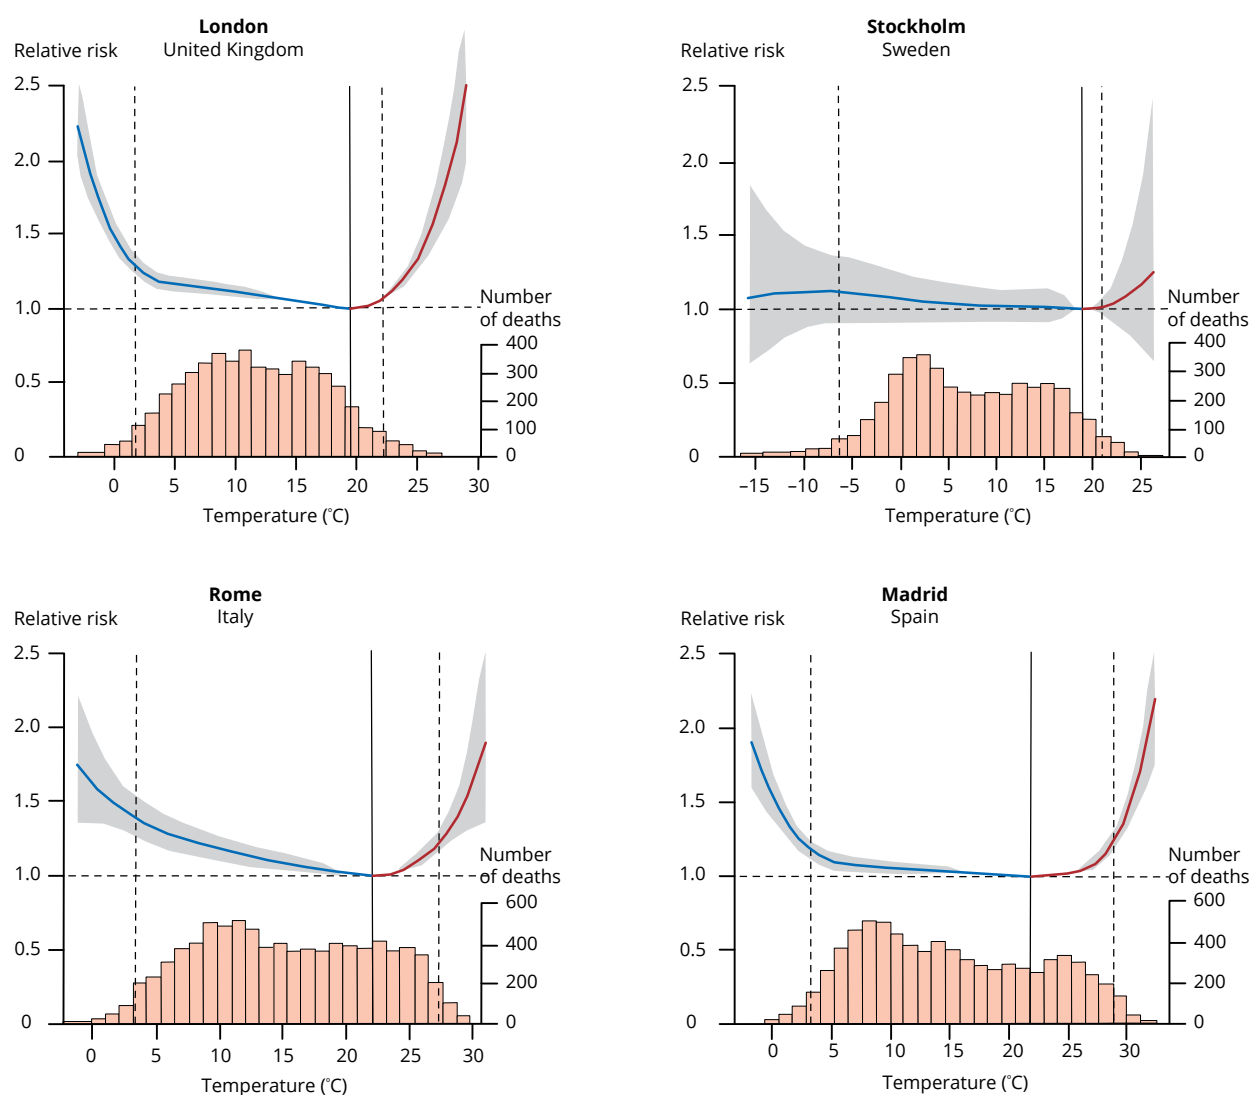 London
United Kingdom
Relative risk
2.5
2.0
1.5
1.0
0.5
0
Number
of deaths
400
300
200
100
0
0 5 10 15 20 25 30
Temperature (°C)
Stockholm
Sweden
Relative risk
2.5
2.0
1.5
1.0
0.5
0
Number
of deaths
400
300
200
100
0
–15 –10 –5 0 5 10 15 20 25
Temperature (°C)
Rome
Italy
Relative risk
2.5
2.0
1.5
1.0
0.5
0
Number
of deaths
600
400
200
0
0 5 10 15 20 25 30
Temperature (°C)
Madrid
Spain
Relative risk
2.5
2.0
1.5
1.0
0.5
0
Number
of deaths
600
400
200
0
0 5 10 15 20 25 30
Temperature (°C)